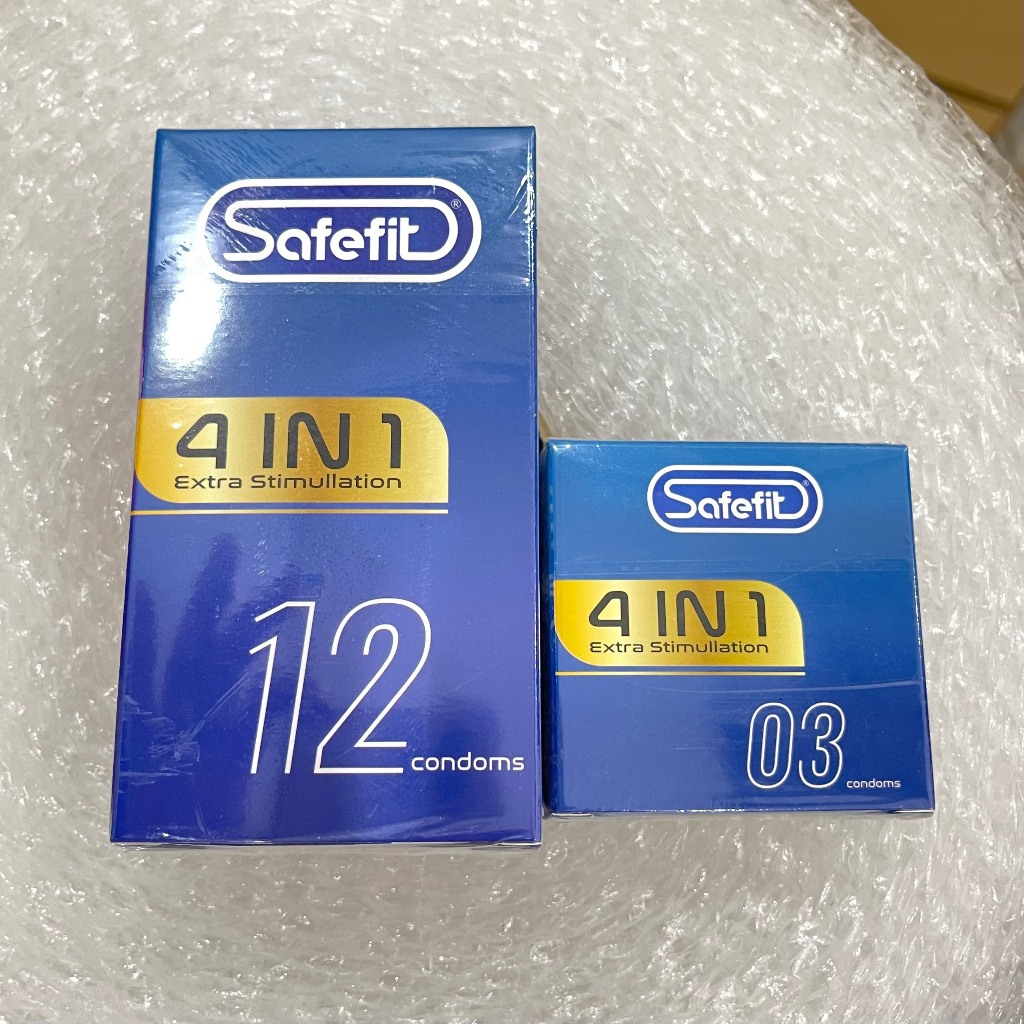 Safefit®
4 IN 1
Extra Stimullation
12
condoms
Safefit®
4 IN 1
Extra Stimullation
03
condoms